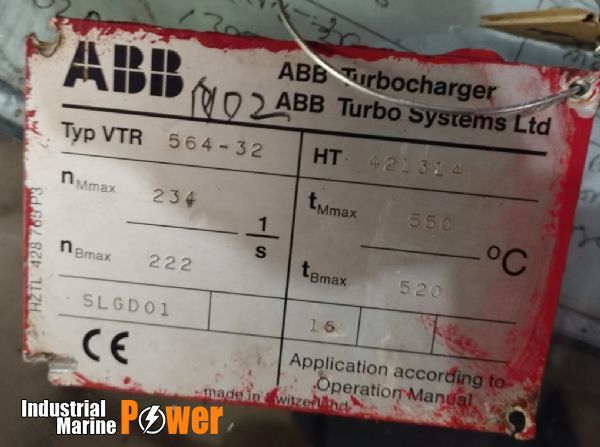 ABB
ABB Turbocharger
NO2
ABB Turbo Systems Ltd
Typ VTR 564-32
HT 421314
nMmax 234
tMmax 550
1/s
°C
nBmax 222
tBmax 520
SLGD01
16
CE
Application according to
Operation Manual
made in Switzerland
HZTL 428 765 P3
Industrial
Marine
Power